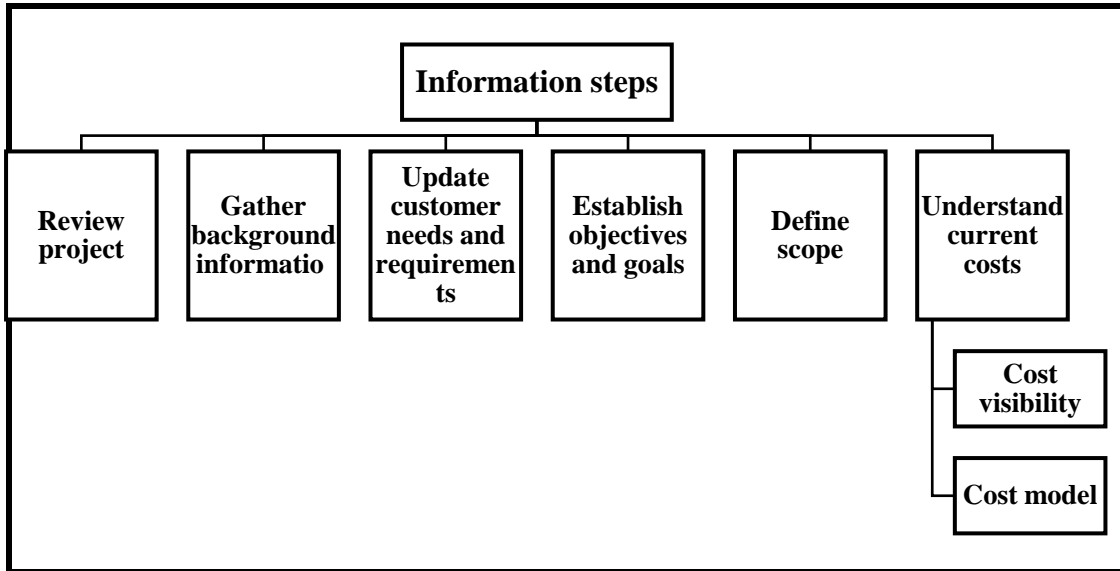 Information steps
Review
project
Gather
background
informatio
Update
customer
needs and
requiremen
ts
Establish
objectives
and goals
Define
scope
Understand
current
costs
Cost
visibility
Cost model